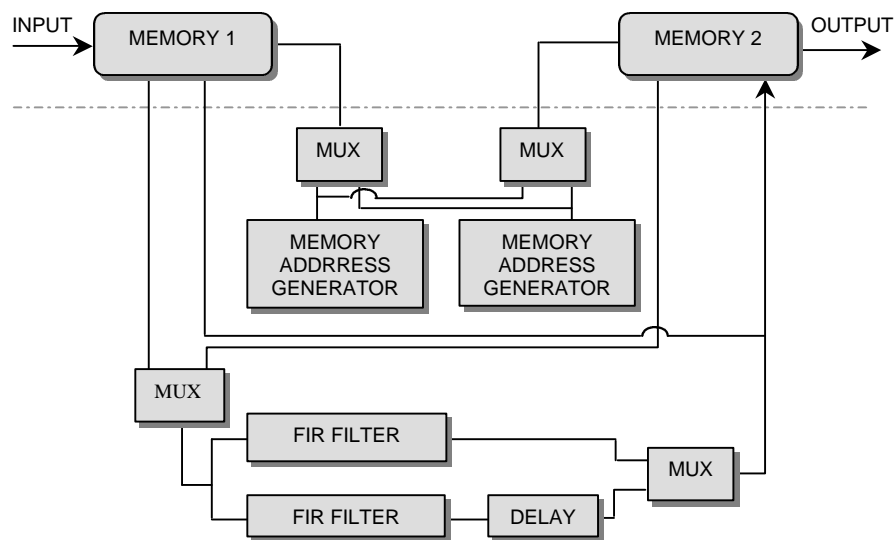 INPUT
MEMORY 1
MEMORY 2
OUTPUT
MUX
MUX
MEMORY
ADDRRESS
GENERATOR
MEMORY
ADDRESS
GENERATOR
MUX
FIR FILTER
MUX
FIR FILTER
DELAY